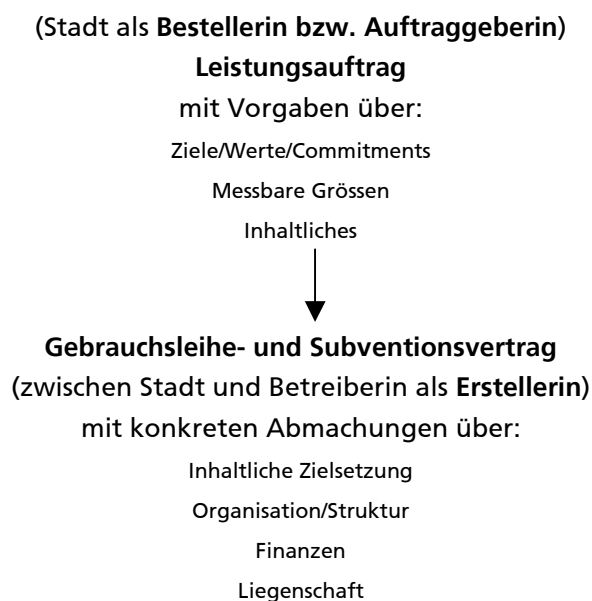 (Stadt als Bestellerin bzw. Auftraggeberin)
Leistungsauftrag
mit Vorgaben über:
Ziele/Werte/Commitments
Messbare Grössen
Inhaltliches
Gebrauchsleihe- und Subventionsvertrag
(zwischen Stadt und Betreiberin als Erstellerin)
mit konkreten Abmachungen über:
Inhaltliche Zielsetzung
Organisation/Struktur
Finanzen
Liegenschaft